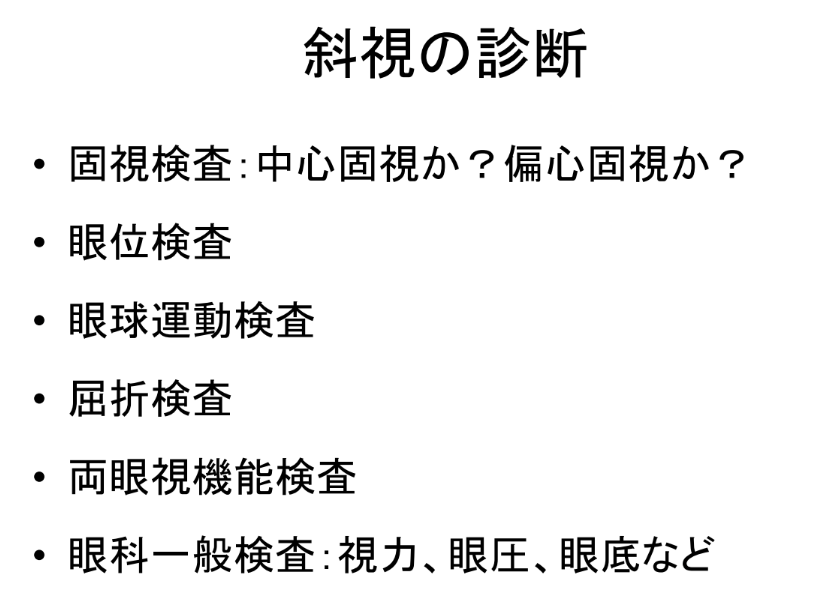 斜視の診断
• 固視検査：中心固視か？偏心固視か？
• 眼位検査
• 眼球運動検査
• 屈折検査
• 両眼視機能検査
• 眼科一般検査：視力、眼圧、眼底など